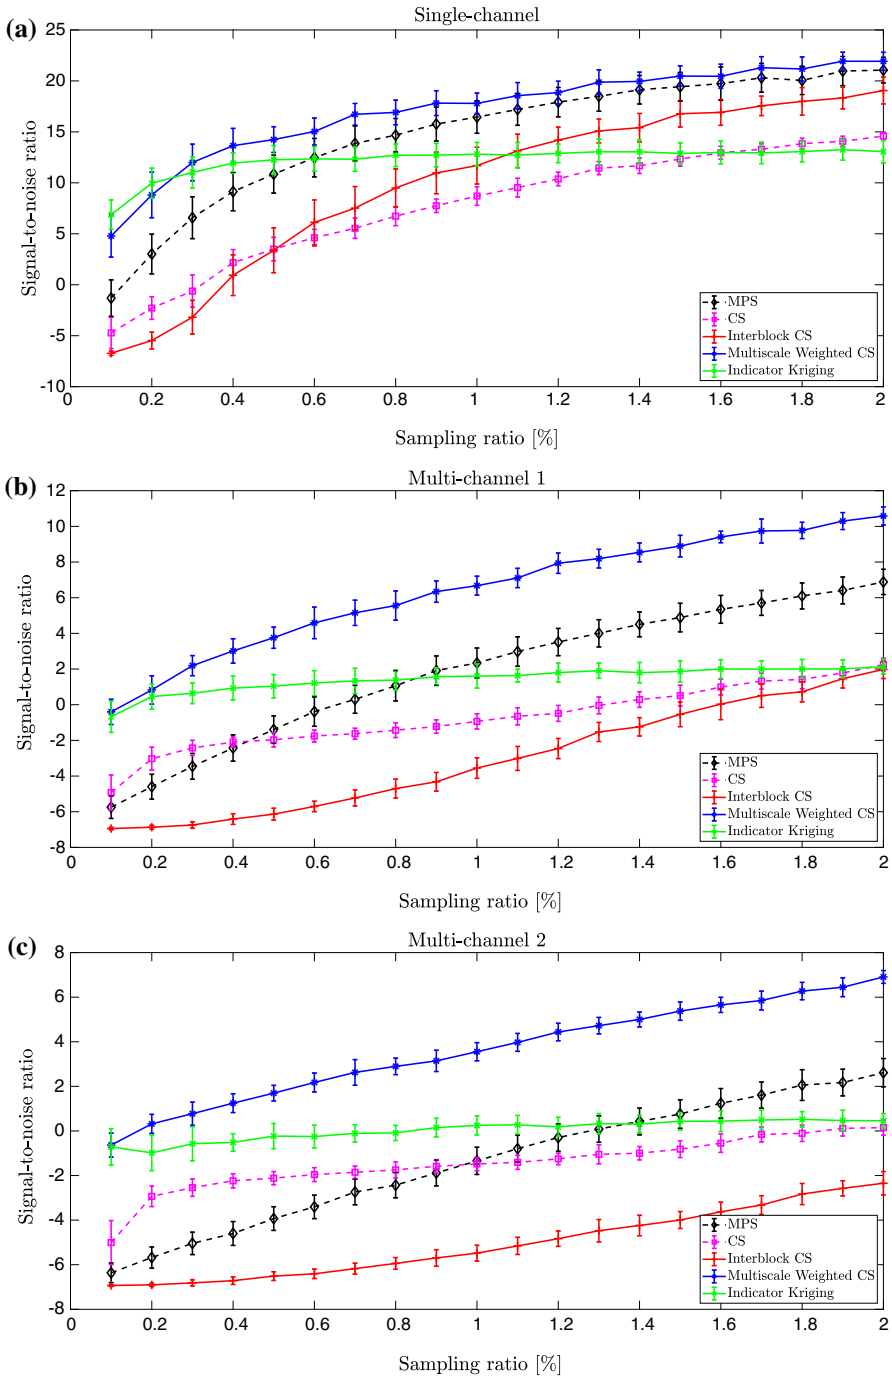 (a)
Single-channel
25
20
15
10
5
0
-5
-10
Signal-to-noise ratio
MPS
CS
Interblock CS
Multiscale Weighted CS
Indicator Kriging
0 0.2 0.4 0.6 0.8 1 1.2 1.4 1.6 1.8 2
Sampling ratio [%]
(b)
Multi-channel 1
12
10
8
6
4
2
0
-2
-4
-6
-8
Signal-to-noise ratio
MPS
CS
Interblock CS
Multiscale Weighted CS
Indicator Kriging
0 0.2 0.4 0.6 0.8 1 1.2 1.4 1.6 1.8 2
Sampling ratio [%]
(c)
Multi-channel 2
8
6
4
2
0
-2
-4
-6
-8
Signal-to-noise ratio
MPS
CS
Interblock CS
Multiscale Weighted CS
Indicator Kriging
0 0.2 0.4 0.6 0.8 1 1.2 1.4 1.6 1.8 2
Sampling ratio [%]